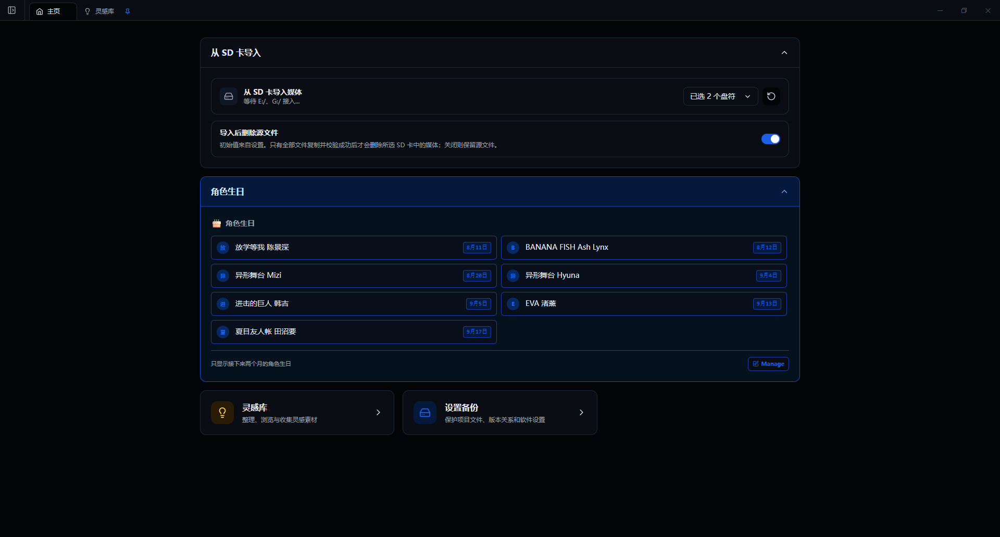 主页
灵感库
从 SD 卡导入
从 SD 卡导入媒体
等待 E:/、G:/ 接入...
已选 2 个盘符
导入后删除源文件
初始值来自设置。只有全部文件复制并校验成功后才会删除所选 SD 卡中的媒体；关闭则保留源文件。
角色生日
角色生日
放 放学等我 陈景深 8月11日
B BANANA FISH Ash Lynx 8月12日
异 异形舞台 Mizi 8月20日
异 异形舞台 Hyuna 9月4日
进 进击的巨人 韩吉 9月5日
E EVA 渚薰 9月13日
夏 夏目友人帐 田沼要 9月17日
只显示接下来两个月的角色生日
Manage
灵感库
整理、浏览与收集灵感素材
设置备份
保护项目文件、版本关系和软件设置